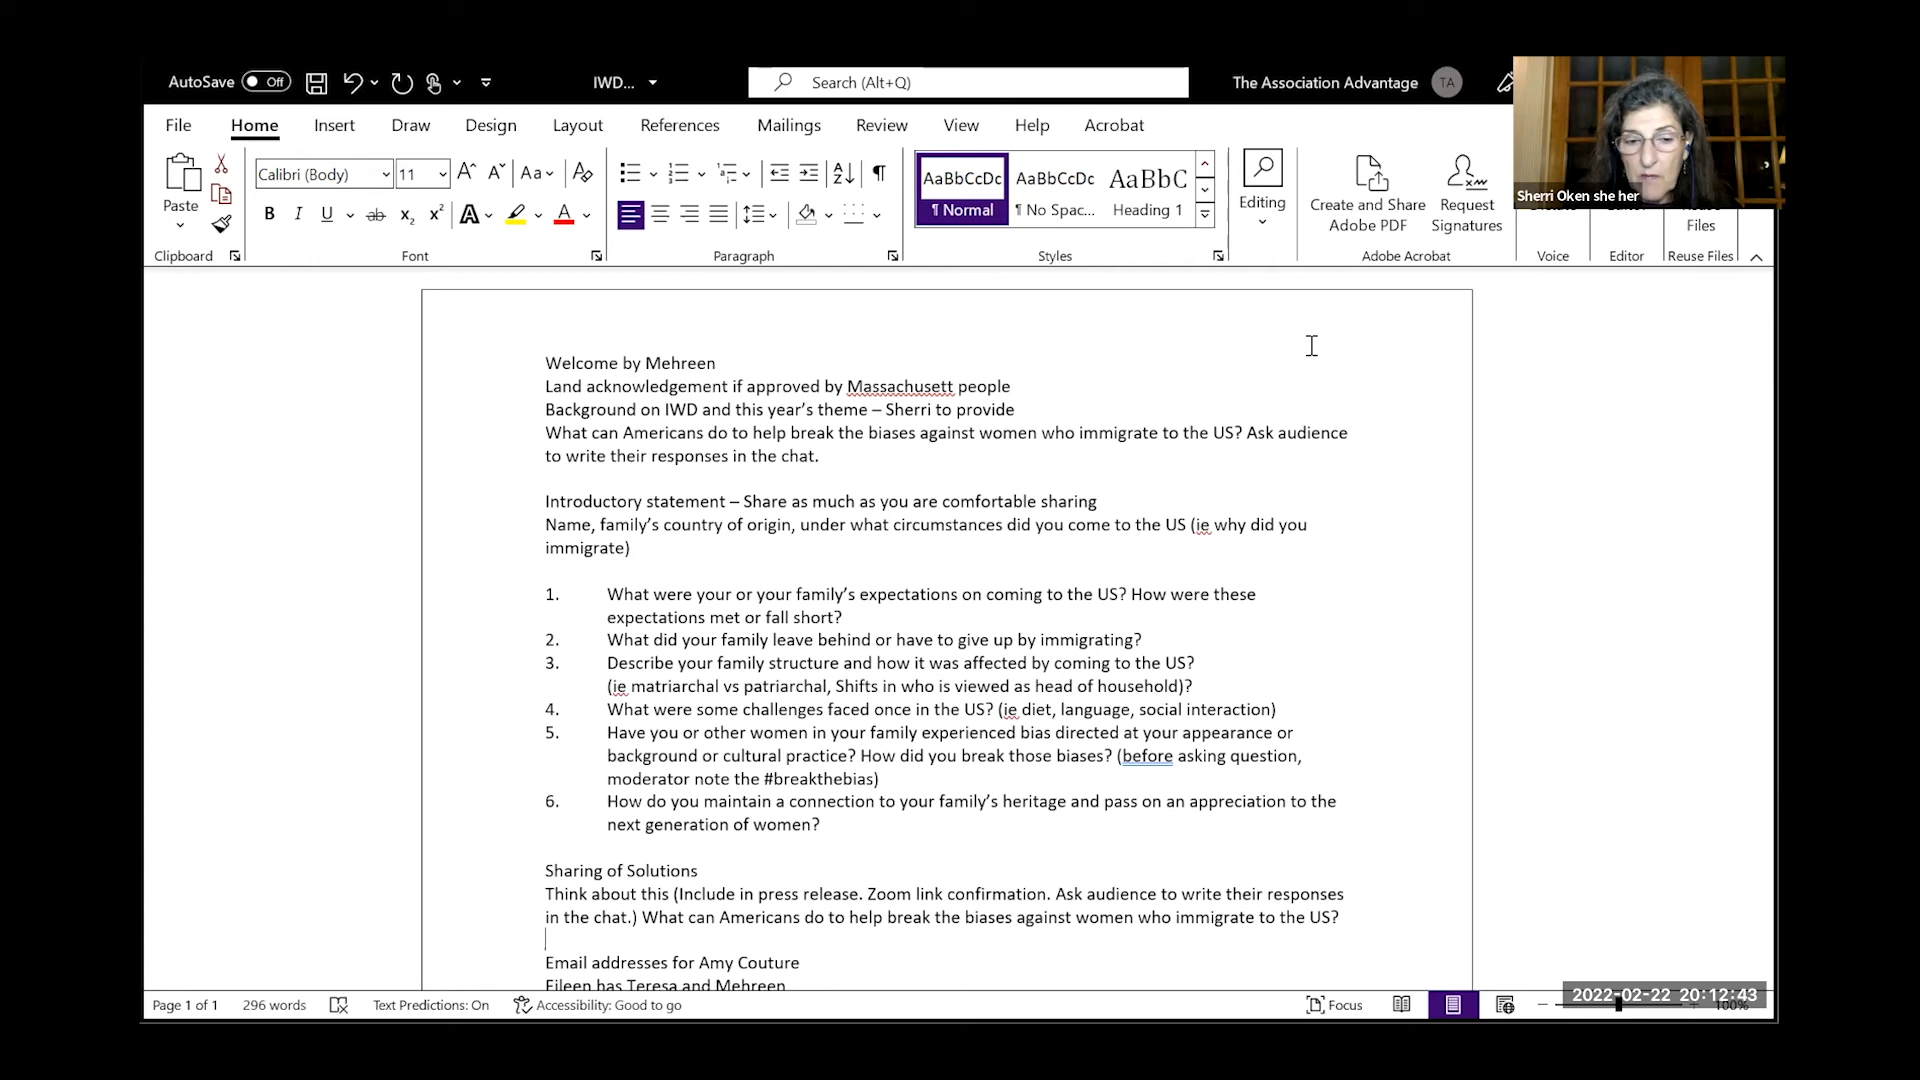 AutoSave Off IWD... Search (Alt+Q) The Association Advantage TA
File Home Insert Draw Design Layout References Mailings Review View Help Acrobat
Sherri Oken she her
Paste
Calibri (Body) 11
AaBbCcDc AaBbCcDc AaBbC
¶ Normal ¶ No Spac... Heading 1
Editing
Create and Share
Adobe PDF
Request
Signatures
Files
Clipboard Font Paragraph Styles Adobe Acrobat Voice Editor Reuse Files
Welcome by Mehreen
Land acknowledgement if approved by Massachusett people
Background on IWD and this year’s theme – Sherri to provide
What can Americans do to help break the biases against women who immigrate to the US? Ask audience
to write their responses in the chat.
Introductory statement – Share as much as you are comfortable sharing
Name, family’s country of origin, under what circumstances did you come to the US (ie why did you
immigrate)
1. What were your or your family’s expectations on coming to the US? How were these
expectations met or fall short?
2. What did your family leave behind or have to give up by immigrating?
3. Describe your family structure and how it was affected by coming to the US?
(ie matriarchal vs patriarchal, Shifts in who is viewed as head of household)?
4. What were some challenges faced once in the US? (ie diet, language, social interaction)
5. Have you or other women in your family experienced bias directed at your appearance or
background or cultural practice? How did you break those biases? (before asking question,
moderator note the #breakthebias)
6. How do you maintain a connection to your family’s heritage and pass on an appreciation to the
next generation of women?
Sharing of Solutions
Think about this (Include in press release. Zoom link confirmation. Ask audience to write their responses
in the chat.) What can Americans do to help break the biases against women who immigrate to the US?
Email addresses for Amy Couture
Eileen has Teresa and Mehreen
Page 1 of 1 296 words Text Predictions: On Accessibility: Good to go Focus 100%
2022-02-22 20:12:43